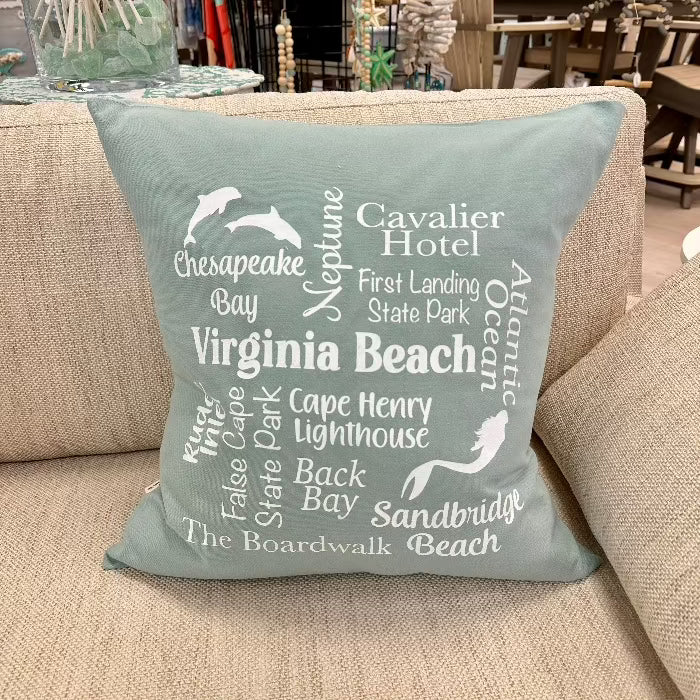 Chesapeake
Bay
Neptune
Cavalier
Hotel
First Landing
State Park
Atlantic
Ocean
Virginia Beach
Rudee
Inlet
False Cape
State Park
Cape Henry
Lighthouse
Back
Bay
Sandbridge
Beach
The Boardwalk